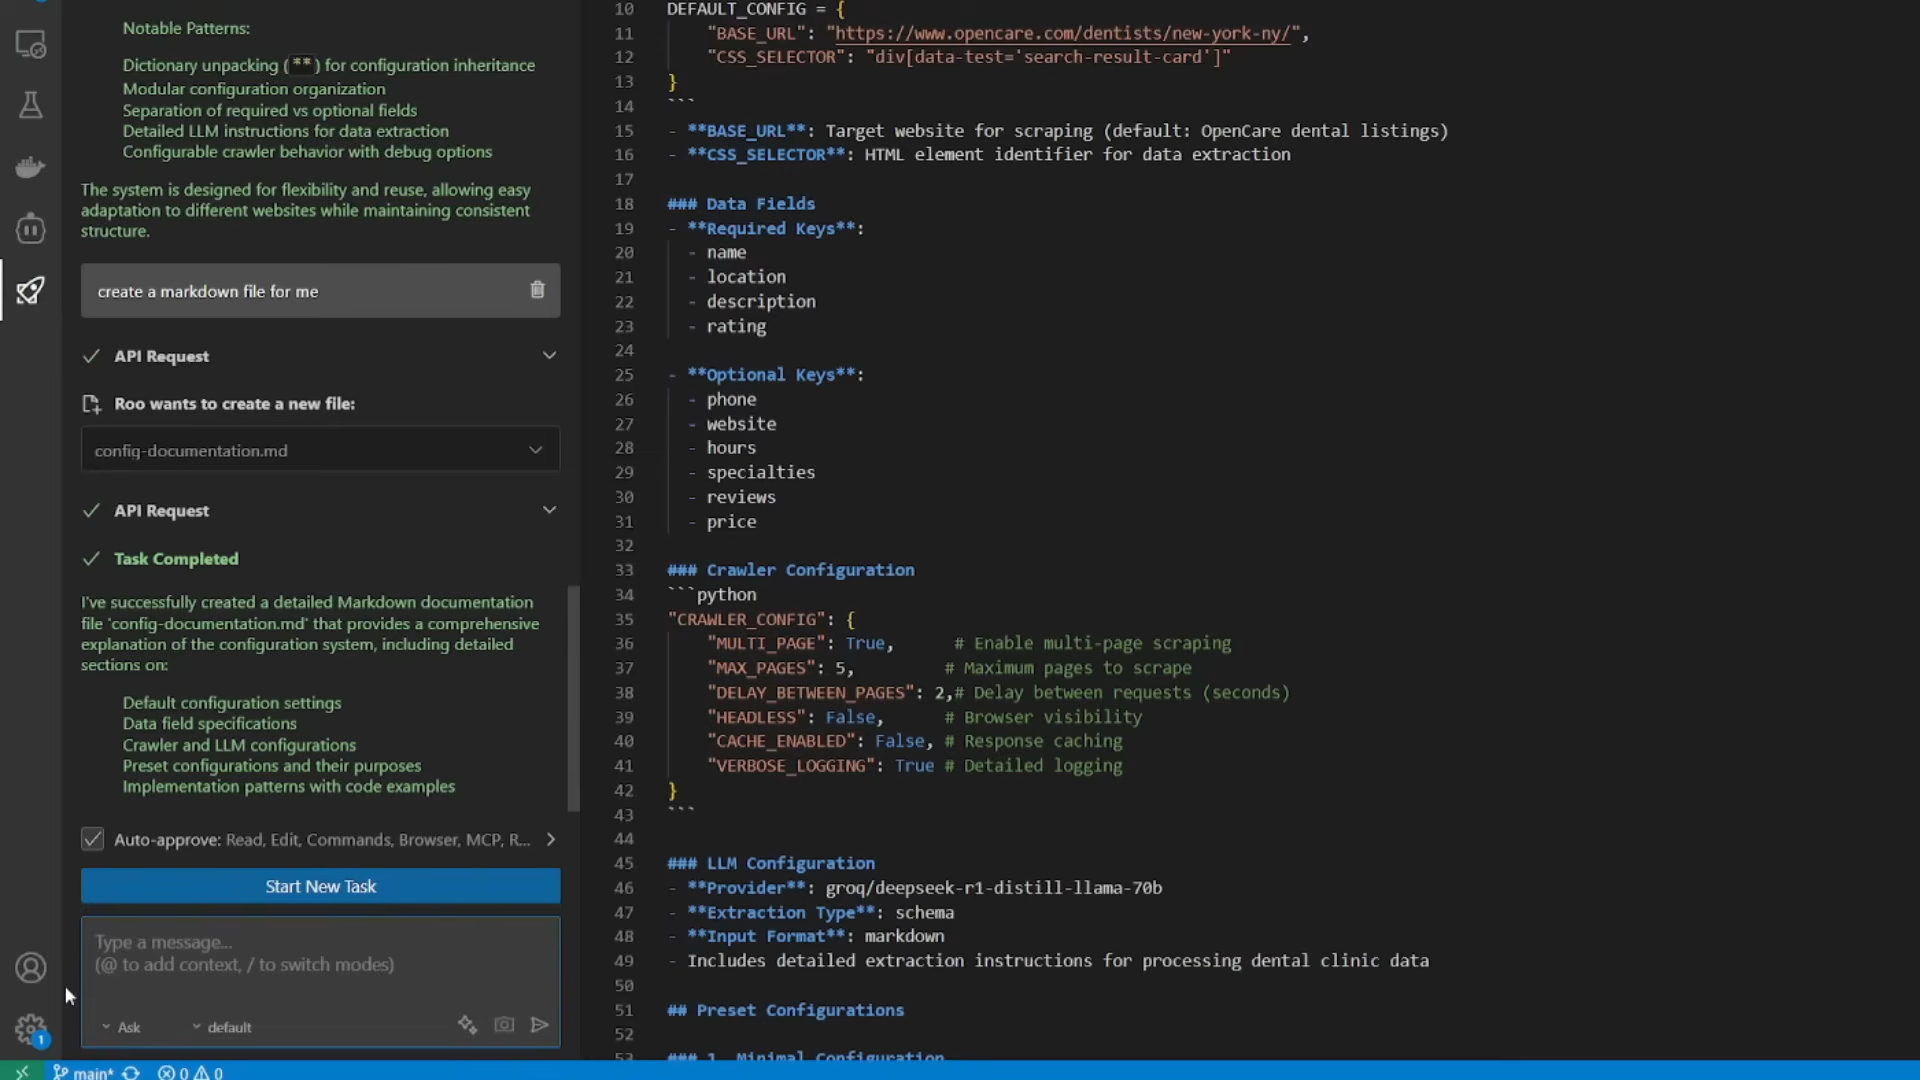 Notable Patterns:
Dictionary unpacking (**) for configuration inheritance
Modular configuration organization
Separation of required vs optional fields
Detailed LLM instructions for data extraction
Configurable crawler behavior with debug options
The system is designed for flexibility and reuse, allowing easy
adaptation to different websites while maintaining consistent
structure.
create a markdown file for me
API Request
Roo wants to create a new file:
config-documentation.md
API Request
Task Completed
I've successfully created a detailed Markdown documentation
file 'config-documentation.md' that provides a comprehensive
explanation of the configuration system, including detailed
sections on:
Default configuration settings
Data field specifications
Crawler and LLM configurations
Preset configurations and their purposes
Implementation patterns with code examples
Auto-approve: Read, Edit, Commands, Browser, MCP, R...
Start New Task
Type a message...
(@ to add context, / to switch modes)
Ask default
1
main* 0 0
10 DEFAULT_CONFIG = {
11 "BASE_URL": "https://www.opencare.com/dentists/new-york-ny/",
12 "CSS_SELECTOR": "div[data-test='search-result-card']"
13 }
14 ```
15 - **BASE_URL**: Target website for scraping (default: OpenCare dental listings)
16 - **CSS_SELECTOR**: HTML element identifier for data extraction
17
18 ### Data Fields
19 - **Required Keys**:
20 - name
21 - location
22 - description
23 - rating
24
25 - **Optional Keys**:
26 - phone
27 - website
28 - hours
29 - specialties
30 - reviews
31 - price
32
33 ### Crawler Configuration
34 ```python
35 "CRAWLER_CONFIG": {
36 "MULTI_PAGE": True, # Enable multi-page scraping
37 "MAX_PAGES": 5, # Maximum pages to scrape
38 "DELAY_BETWEEN_PAGES": 2,# Delay between requests (seconds)
39 "HEADLESS": False, # Browser visibility
40 "CACHE_ENABLED": False, # Response caching
41 "VERBOSE_LOGGING": True # Detailed logging
42 }
43 ```
44
45 ### LLM Configuration
46 - **Provider**: groq/deepseek-r1-distill-llama-70b
47 - **Extraction Type**: schema
48 - **Input Format**: markdown
49 - Includes detailed extraction instructions for processing dental clinic data
50
51 ## Preset Configurations
52
53 ### 1. Minimal Configuration